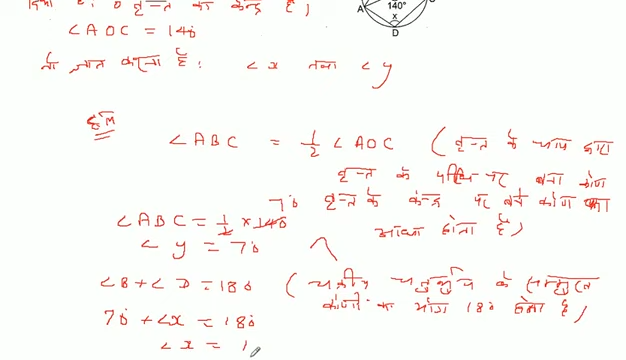 दिया है: O वृत्त का केन्द्र है।
A 140° x D
∠AOC = 140
तो ज्ञात करना है: ∠x तथा ∠y
हल
∠ABC = 1/2 ∠AOC ( वृत्त के चाप द्वारा
वृत्त के परिधि पर बना कोण
वृत्त के केन्द्र पर बने कोण का
आधा होता है)
∠ABC = 1/2 × 140 70
∠y = 70
∠B + ∠D = 180 ( चक्रीय चतुर्भुज के सम्मुख
कोणों का योग 180 होता है)
70 + ∠x = 180
∠x = 1